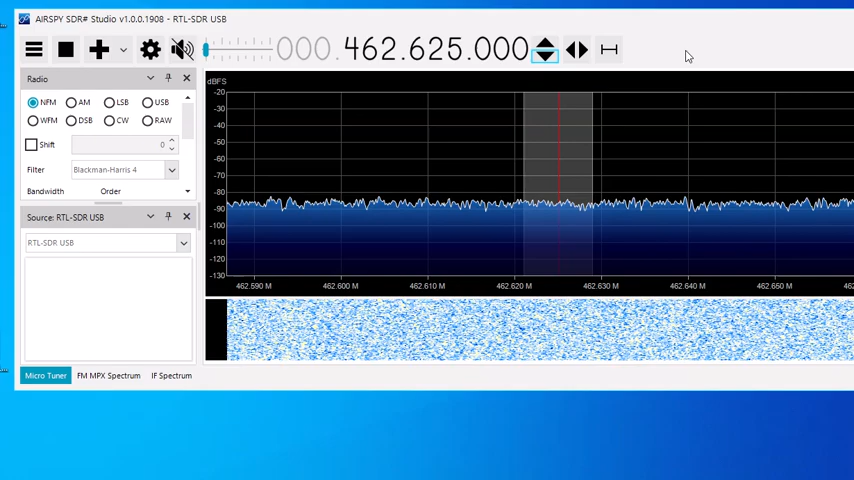 AIRSPY SDR# Studio v1.0.0.1908 - RTL-SDR USB
000.462.625.000
Radio
NFM AM LSB USB
WFM DSB CW RAW
Shift 0
Filter Blackman-Harris 4
Bandwidth Order
Source: RTL-SDR USB
RTL-SDR USB
Micro Tuner FM MPX Spectrum IF Spectrum
dBFS
-20
-30
-40
-50
-60
-70
-80
-90
-100
-110
-120
-130
462.590 M 462.600 M 462.610 M 462.620 M 462.630 M 462.640 M 462.650 M 462